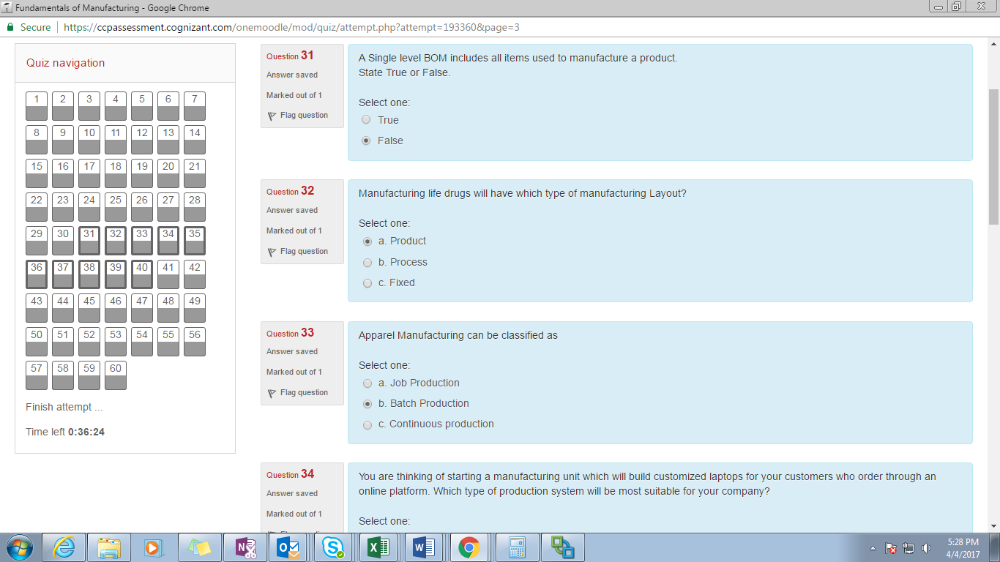 Fundamentals of Manufacturing - Google Chrome
Secure https://ccpassessment.cognizant.com/onemoodle/mod/quiz/attempt.php?attempt=193360&page=3
Quiz navigation
1 2 3 4 5 6 7
8 9 10 11 12 13 14
15 16 17 18 19 20 21
22 23 24 25 26 27 28
29 30 31 32 33 34 35
36 37 38 39 40 41 42
43 44 45 46 47 48 49
50 51 52 53 54 55 56
57 58 59 60
Finish attempt ...
Time left 0:36:24
Question 31
Answer saved
Marked out of 1
Flag question
A Single level BOM includes all items used to manufacture a product.
State True or False.
Select one:
True
False
Question 32
Answer saved
Marked out of 1
Flag question
Manufacturing life drugs will have which type of manufacturing Layout?
Select one:
a. Product
b. Process
c. Fixed
Question 33
Answer saved
Marked out of 1
Flag question
Apparel Manufacturing can be classified as
Select one:
a. Job Production
b. Batch Production
c. Continuous production
Question 34
Answer saved
Marked out of 1
You are thinking of starting a manufacturing unit which will build customized laptops for your customers who order through an
online platform. Which type of production system will be most suitable for your company?
Select one:
5:28 PM
4/4/2017